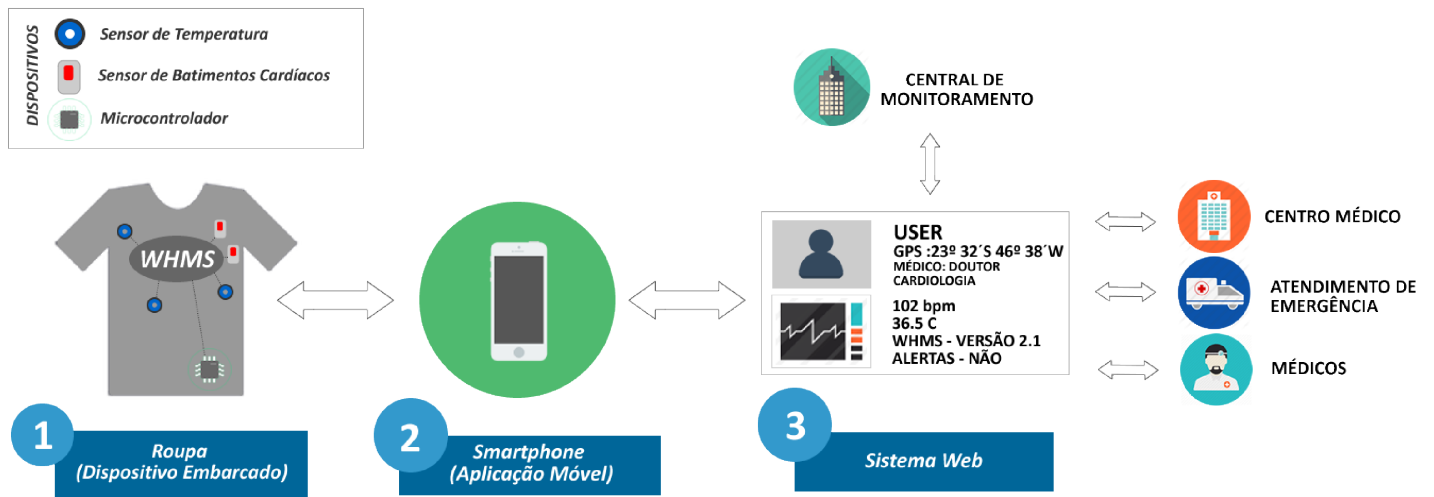 DISPOSITIVOS
Sensor de Temperatura
Sensor de Batimentos Cardíacos
Microcontrolador
CENTRAL DE
MONITORAMENTO
WHMS
USER
GPS :23º 32´S 46º 38´W
MÉDICO: DOUTOR
CARDIOLOGIA
102 bpm
36.5 C
WHMS - VERSÃO 2.1
ALERTAS - NÃO
CENTRO MÉDICO
ATENDIMENTO DE
EMERGÊNCIA
MÉDICOS
1
Roupa
(Dispositivo Embarcado)
2
Smartphone
(Aplicação Móvel)
3
Sistema Web